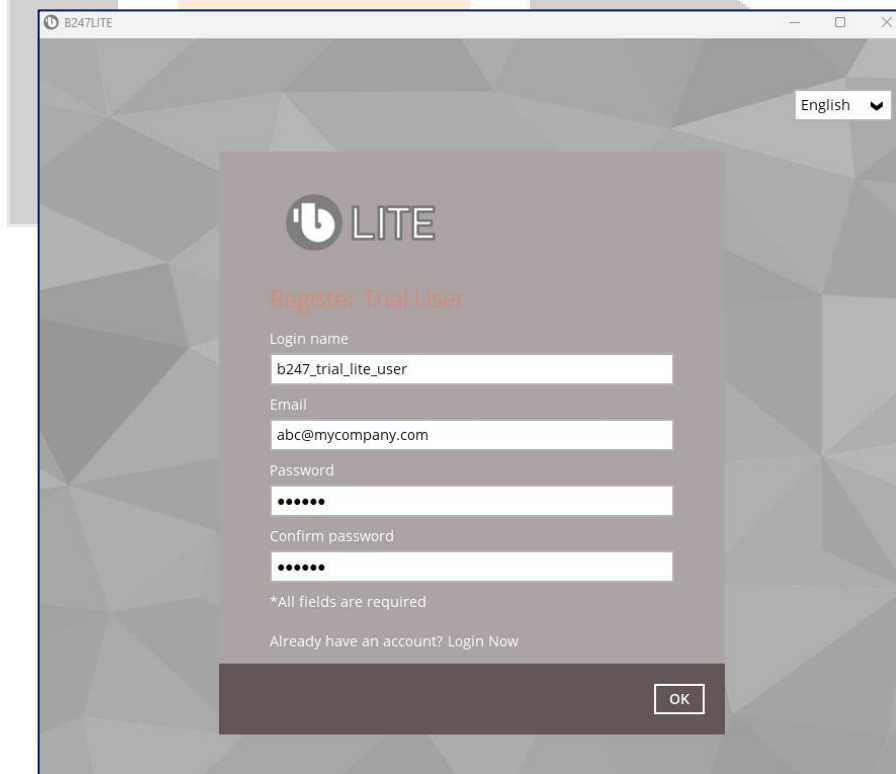 B247LITE
English
LITE
Register Trial User
Login name
b247_trial_lite_user
Email
abc@mycompany.com
Password
●●●●●●
Confirm password
●●●●●●
*All fields are required
Already have an account? Login Now
OK